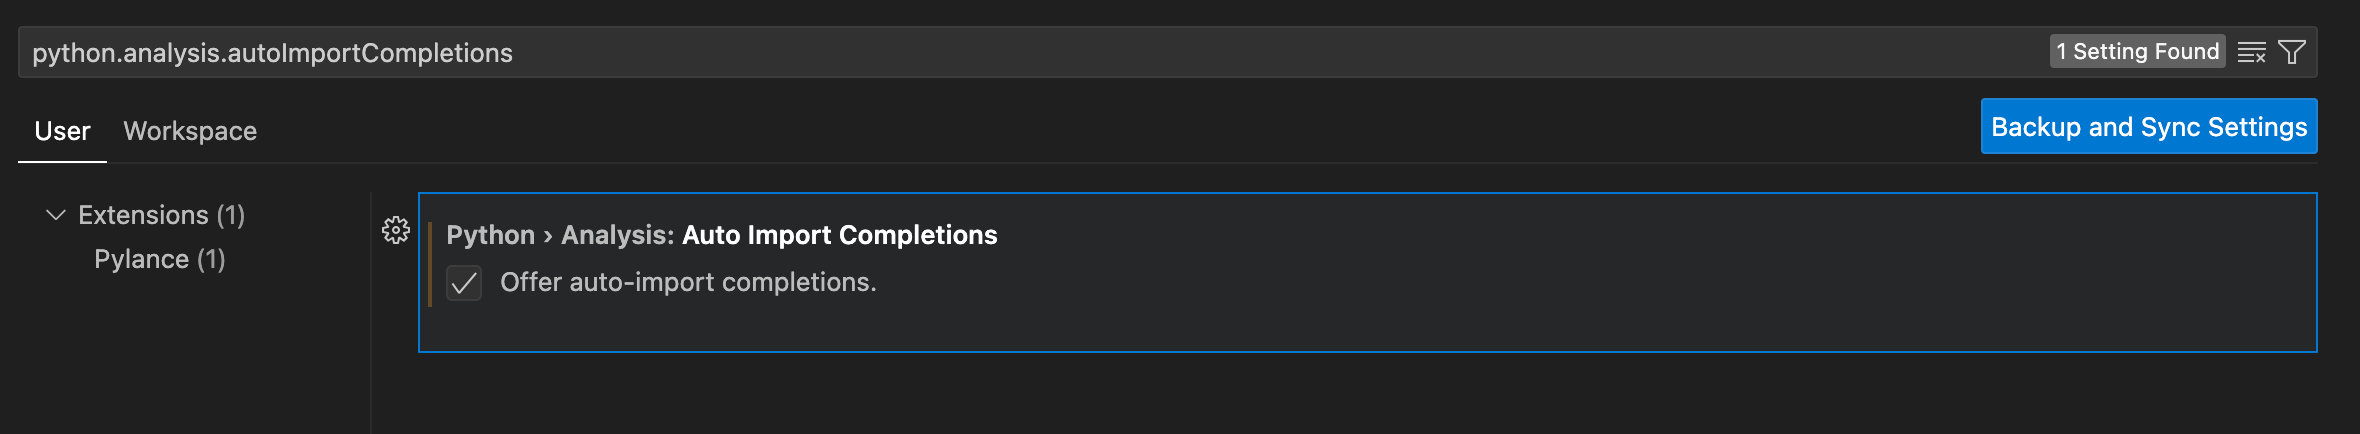 python.analysis.autoImportCompletions
1 Setting Found
User
Workspace
Backup and Sync Settings
Extensions (1)
Pylance (1)
Python › Analysis: Auto Import Completions
Offer auto-import completions.